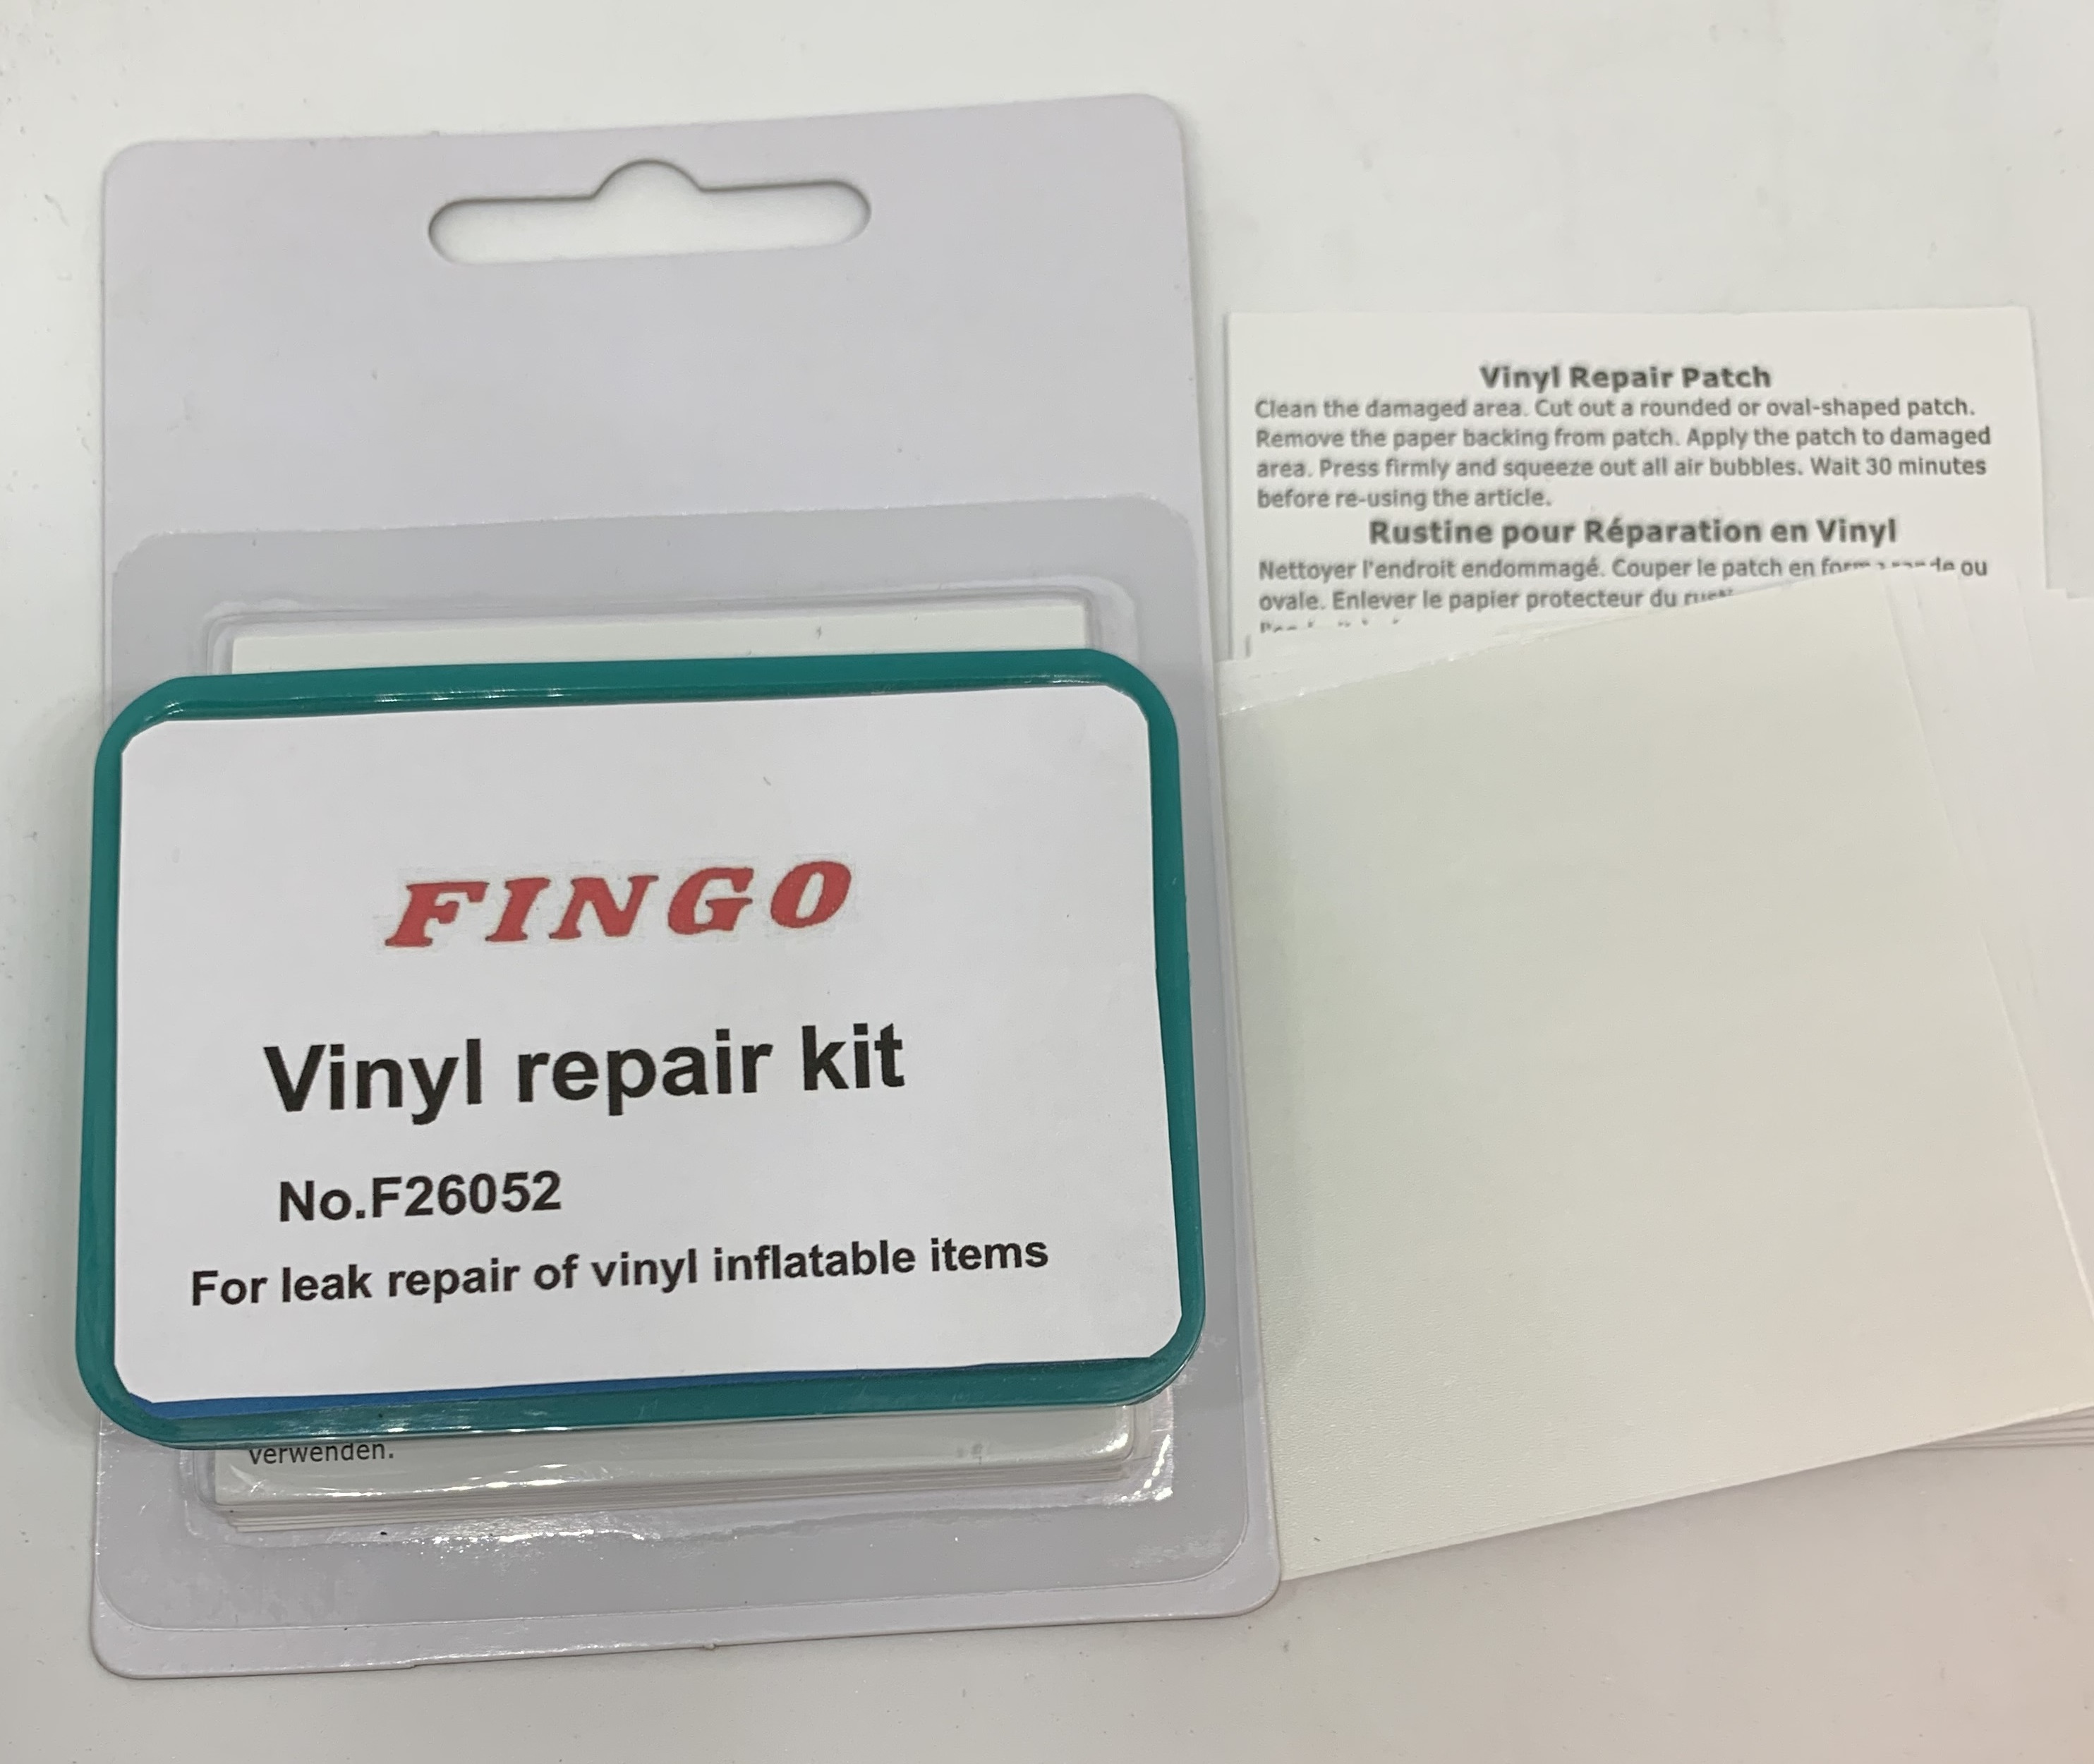 FINGO
Vinyl repair kit
No.F26052
For leak repair of vinyl inflatable items
verwenden.
Vinyl Repair Patch
Clean the damaged area. Cut out a rounded or oval-shaped patch.
Remove the paper backing from patch. Apply the patch to damaged
area. Press firmly and squeeze out all air bubbles. Wait 30 minutes
before re-using the article.
Rustine pour Réparation en Vinyl
Nettoyer l'endroit endommagé. Couper le patch en ou
ovale. Enlever le papier protecteur du